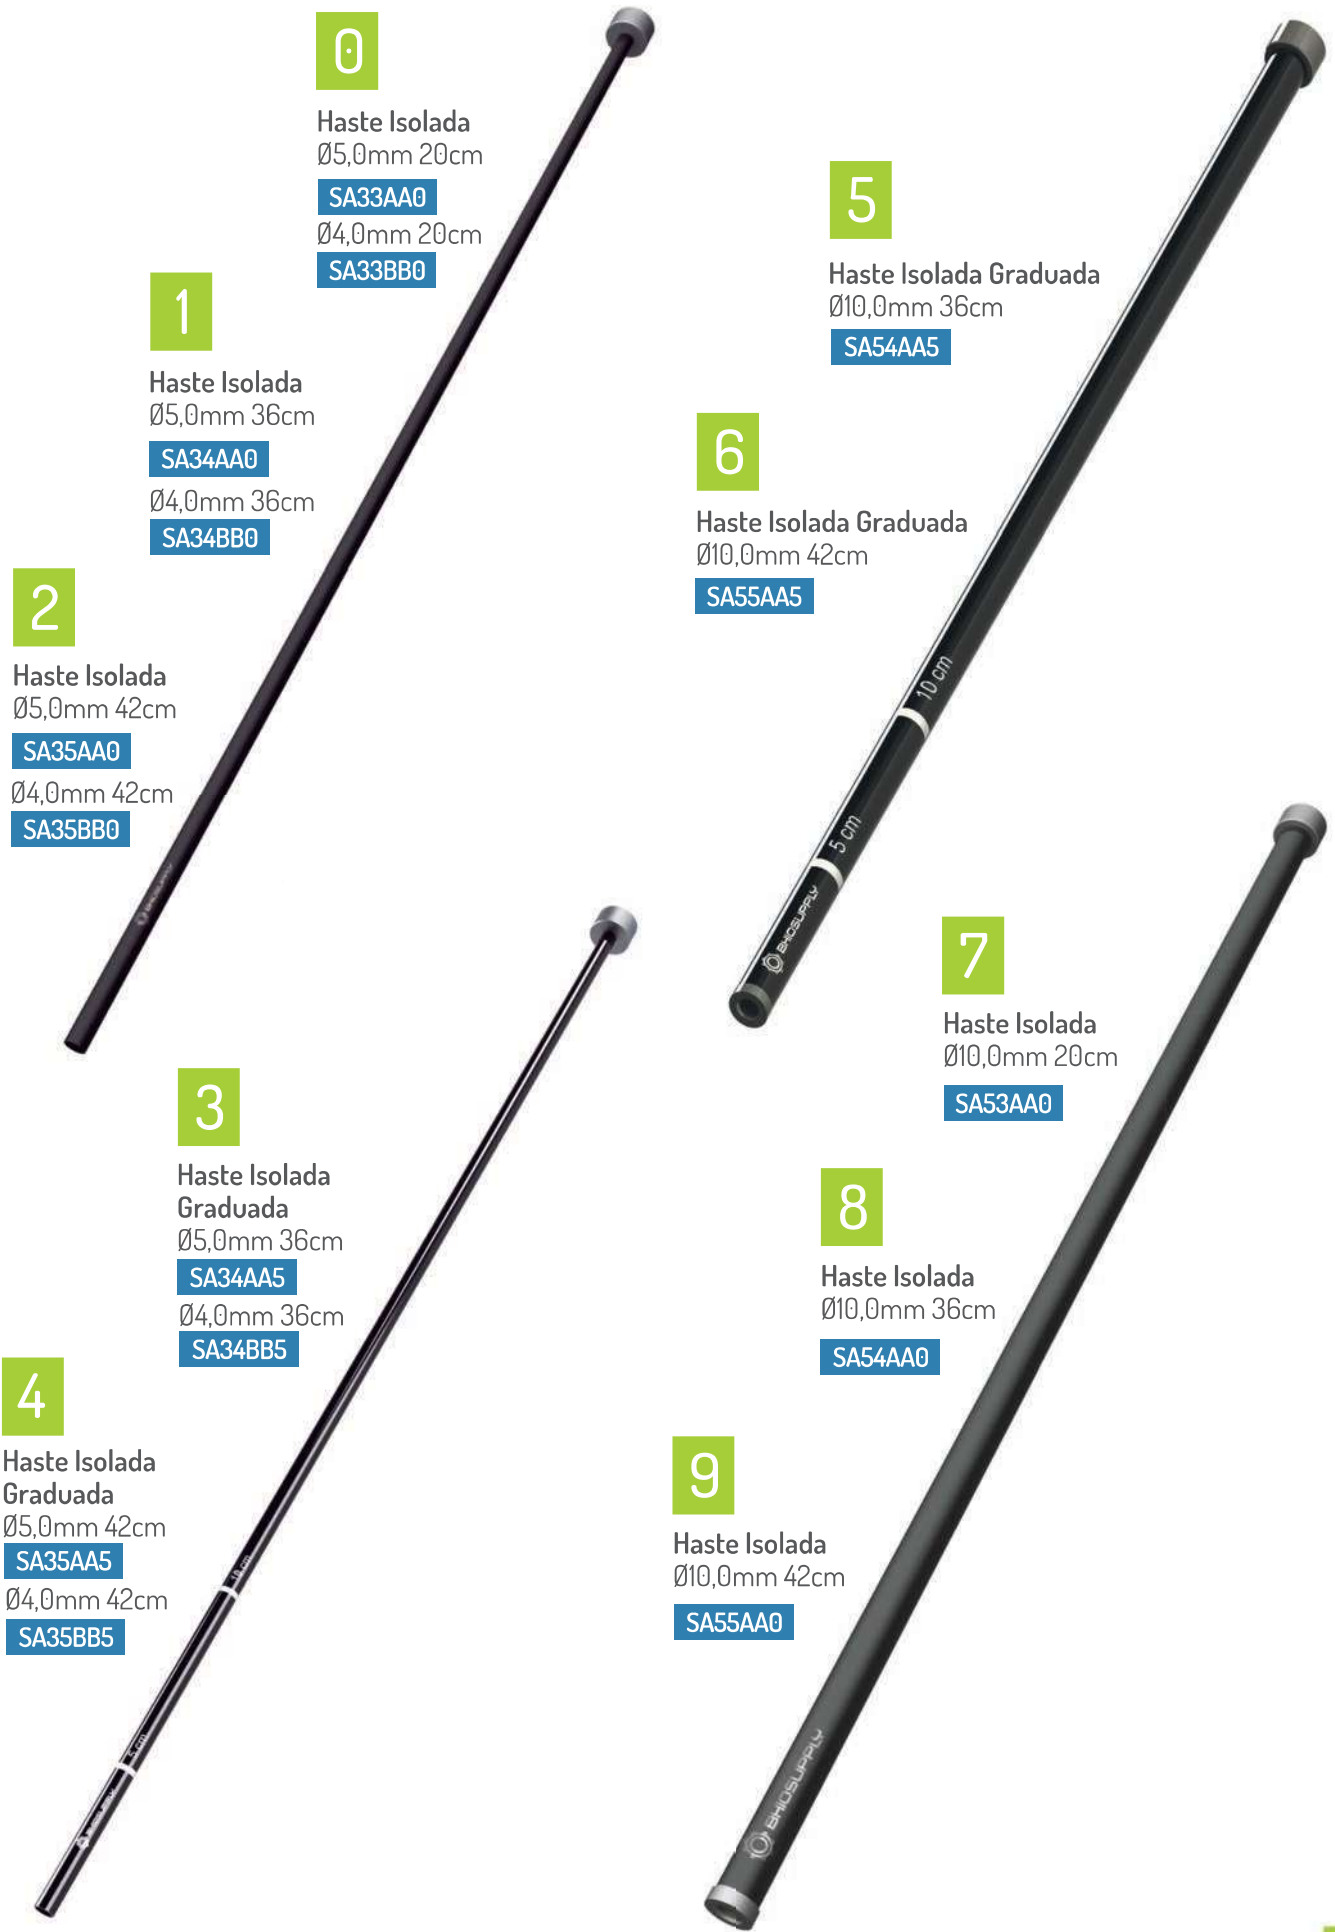 0
Haste Isolada
Ø5,0mm 20cm
SA33AA0
Ø4,0mm 20cm
SA33BB0
1
Haste Isolada
Ø5,0mm 36cm
SA34AA0
Ø4,0mm 36cm
SA34BB0
2
Haste Isolada
Ø5,0mm 42cm
SA35AA0
Ø4,0mm 42cm
SA35BB0
BHIOSUPPLY
3
Haste Isolada
Graduada
Ø5,0mm 36cm
SA34AA5
Ø4,0mm 36cm
SA34BB5
4
Haste Isolada
Graduada
Ø5,0mm 42cm
SA35AA5
Ø4,0mm 42cm
SA35BB5
10 cm
5 cm
5
Haste Isolada Graduada
Ø10,0mm 36cm
SA54AA5
6
Haste Isolada Graduada
Ø10,0mm 42cm
SA55AA5
10 cm
5 cm
BHIOSUPPLY
7
Haste Isolada
Ø10,0mm 20cm
SA53AA0
8
Haste Isolada
Ø10,0mm 36cm
SA54AA0
9
Haste Isolada
Ø10,0mm 42cm
SA55AA0
BHIOSUPPLY